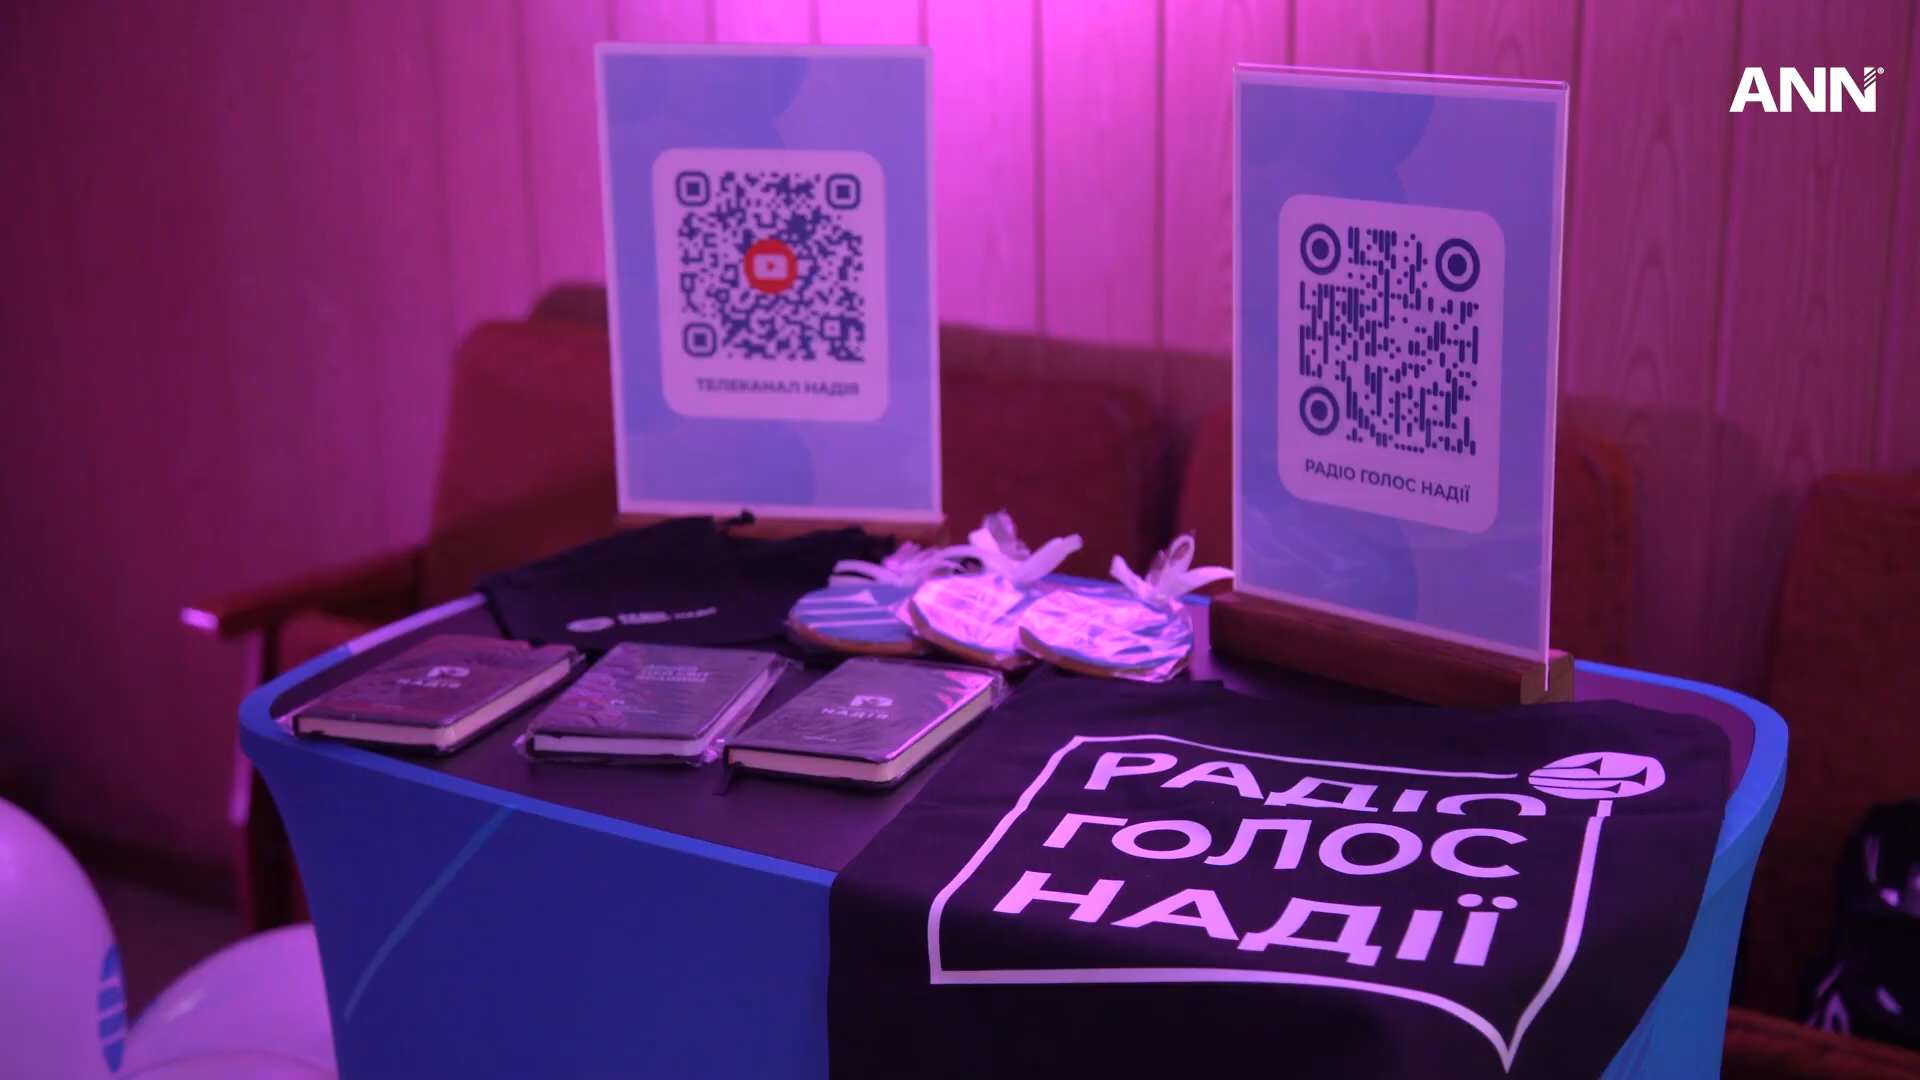 ANN
ТЕЛЕКАНАЛ НАДІЯ
РАДІО ГОЛОС НАДІЇ
НАДІЯ
НАДІЯ
РАДІО
ГОЛОС
НАДІЇ